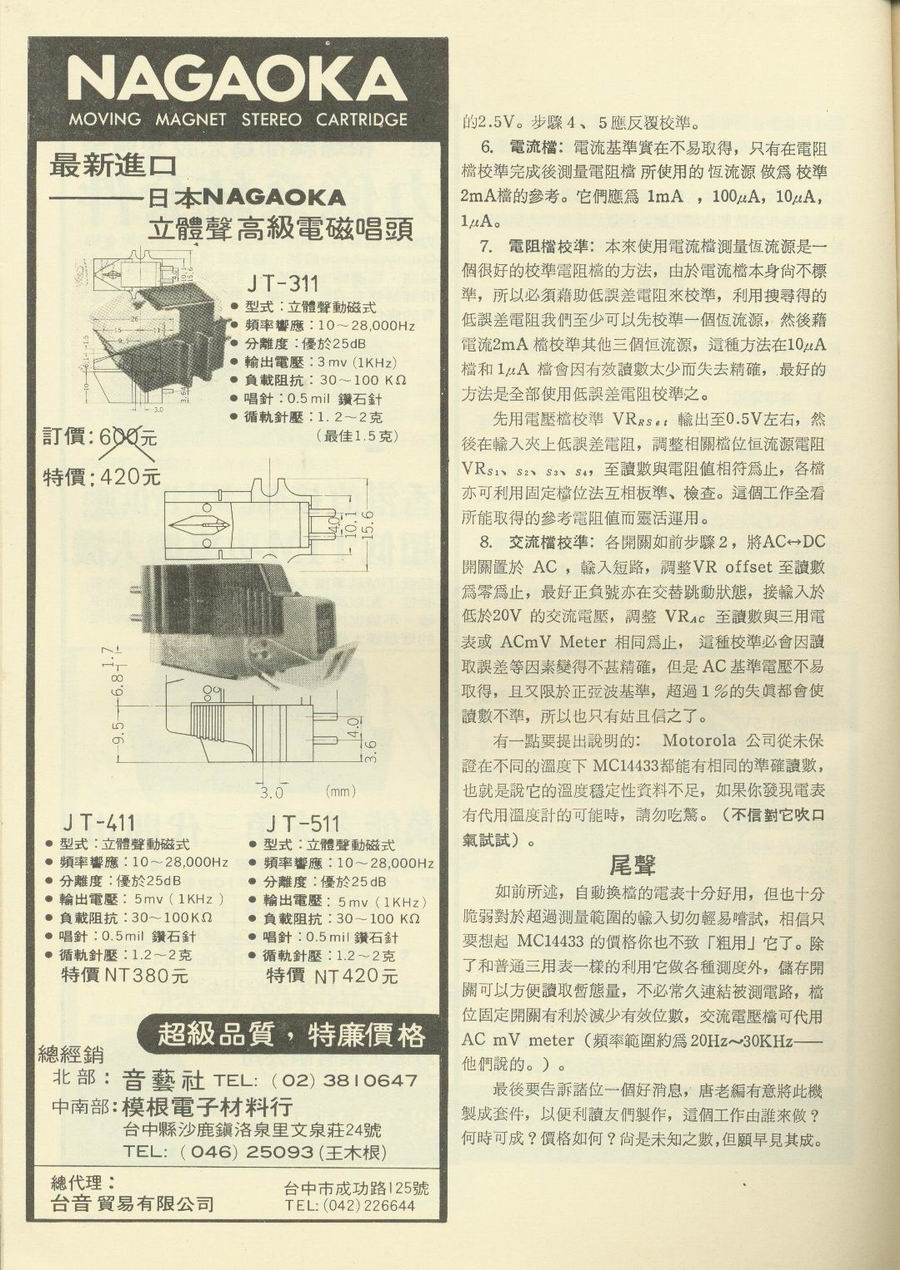 NAGAOKA
MOVING MAGNET STEREO CARTRIDGE
最新進口
日本NAGAOKA
立體聲高級電磁唱頭
JT-311
● 型式：立體聲動磁式
● 頻率響應：10～28,000Hz
● 分離度：優於25dB
● 輸出電壓：3mv (1KHz)
● 負載阻抗：30～100 KΩ
● 唱針：0.5mil 鑽石針
● 循軌針壓：1.2～2克
（最佳1.5克）
訂價：600元
特價：420元
4.0
10.1
15.6
1.7
6.8
9.5
4.0
3.6
3.0
(mm)
JT-411
● 型式：立體聲動磁式
● 頻率響應：10～28,000Hz
● 分離度：優於25dB
● 輸出電壓：5mv（1KHz）
● 負載阻抗：30～100KΩ
● 唱針：0.5mil 鑽石針
● 循軌針壓：1.2～2克
特價NT380元
JT-511
● 型式：立體聲動磁式
● 頻率響應：10～28,000Hz
● 分離度：優於25dB
● 輸出電壓：5mv（1KHz）
● 負載阻抗：30～100 KΩ
● 唱針：0.5mil 鑽石針
● 循軌針壓：1.2～2克
特價 NT420元
超級品質，特廉價格
總經銷
北部：音藝社 TEL:（02）3810647
中南部：模根電子材料行
台中縣沙鹿鎮洛泉里文泉莊24號
TEL:（046）25093(王木根)
總代理：
台音貿易有限公司
台中市成功路125號
TEL:(042)226644
的2.5V。步驟4、5應反覆校準。
6. 電流檔：電流基準實在不易取得，只有在電阻
檔校準完成後測量電阻檔所使用的恆流源做爲校準
2mA檔的參考。它們應爲 1mA ，100μA，10μA，
1μA。
7. 電阻檔校準：本來使用電流檔測量恆流源是一
個很好的校準電阻檔的方法，由於電流檔本身尙不標
準，所以必須藉助低誤差電阻來校準，利用搜尋得的
低誤差電阻我們至少可以先校準一個恆流源，然後藉
電流2mA 檔校準其他三個恒流源，這種方法在10μA
檔和1μA 檔會因有效讀數太少而失去精確，最好的
方法是全部使用低誤差電阻校準之。
先用電壓檔校準 VRRSet 輸出至0.5V左右，然
後在輸入夾上低誤差電阻，調整相關檔位恒流源電阻
VRS1、S2、S3、S4，至讀數與電阻值相符爲止，各檔
亦可利用固定檔位法互相板準、檢查。這個工作全看
所能取得的參考電阻值而靈活運用。
8. 交流檔校準：各開關如前步驟2，將AC↔DC
開關置於 AC ，輸入短路，調整VR offset 至讀數
爲零爲止，最好正負號亦在交替跳動狀態，接輸入於
低於20V 的交流電壓，調整 VRAC 至讀數與三用電
表或 ACmV Meter 相同爲止， 這種校準必會因讀
取誤差等因素變得不甚精確，但是AC基準電壓不易
取得，且又限於正弦波基準，超過1％的失眞都會使
讀數不準，所以也只有姑且信之了。
有一點要提出說明的： Motorola 公司從未保
證在不同的溫度下 MC14433都能有相同的準確讀數，
也就是說它的溫度穩定性資料不足，如果你發現電表
有代用溫度計的可能時，請勿吃驚。（不信對它吹口
氣試試）。
尾聲
如前所述，自動換檔的電表十分好用，但也十分
脆弱對於超過測量範圍的輸入切勿輕易嚐試，相信只
要想起 MC14433 的價格你也不致「粗用」它了。除
了和普通三用表一樣的利用它做各種測度外，儲存開
關可以方便讀取暫態量，不必常久連結被測電路，檔
位固定開關有利於減少有效位數，交流電壓檔可代用
AC mV meter（頻率範圍約爲20Hz～30KHz——
他們說的。）。
最後要告訴諸位一個好消息，唐老編有意將此機
製成套件，以便利讀友們製作，這個工作由誰來做？
何時可成？價格如何？尙是未知之數，但願早見其成。